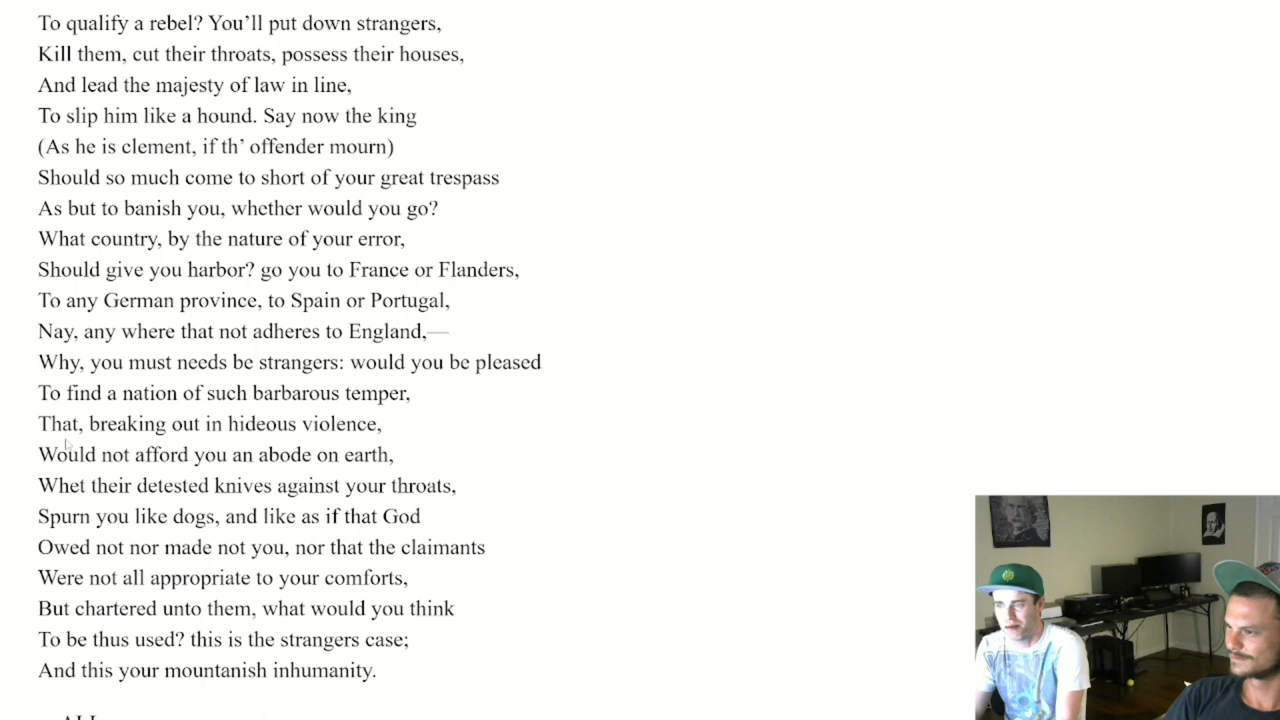 To qualify a rebel? You’ll put down strangers,
Kill them, cut their throats, possess their houses,
And lead the majesty of law in line,
To slip him like a hound. Say now the king
(As he is clement, if th’ offender mourn)
Should so much come to short of your great trespass
As but to banish you, whether would you go?
What country, by the nature of your error,
Should give you harbor? go you to France or Flanders,
To any German province, to Spain or Portugal,
Nay, any where that not adheres to England,—
Why, you must needs be strangers: would you be pleased
To find a nation of such barbarous temper,
That, breaking out in hideous violence,
Would not afford you an abode on earth,
Whet their detested knives against your throats,
Spurn you like dogs, and like as if that God
Owed not nor made not you, nor that the claimants
Were not all appropriate to your comforts,
But chartered unto them, what would you think
To be thus used? this is the strangers case;
And this your mountanish inhumanity.